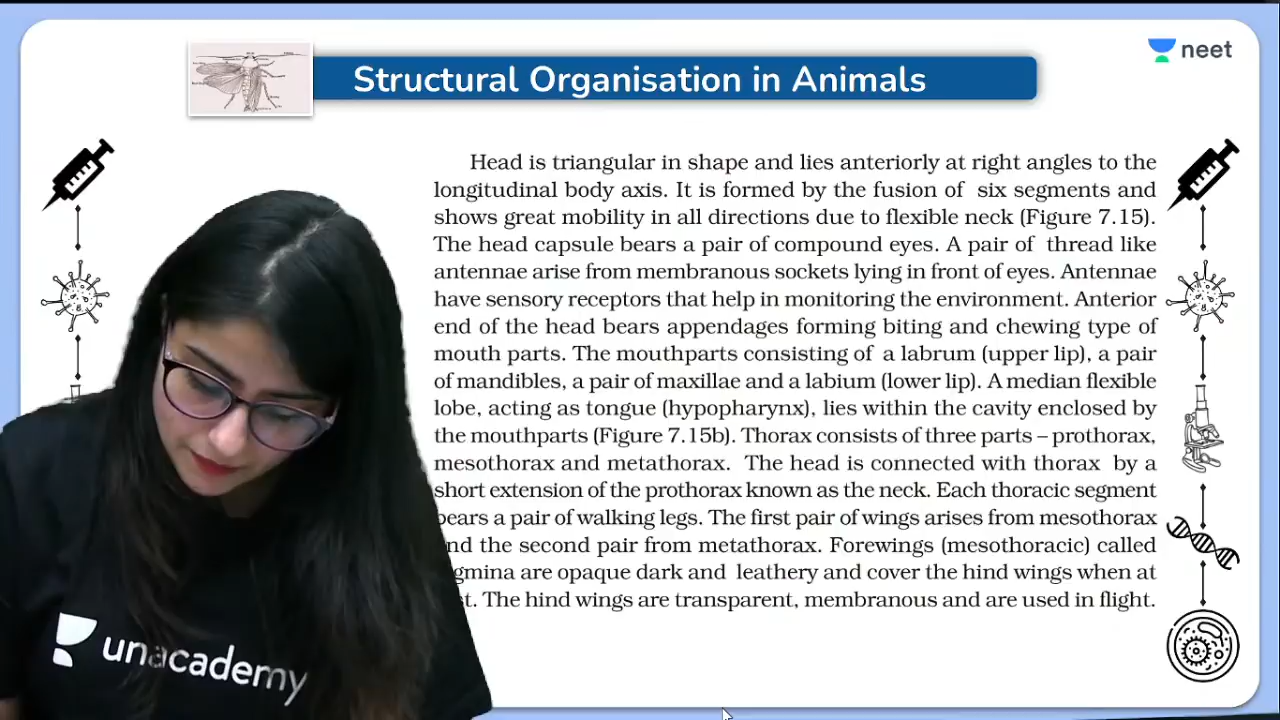 neet
Structural Organisation in Animals
Head is triangular in shape and lies anteriorly at right angles to the
longitudinal body axis. It is formed by the fusion of six segments and
shows great mobility in all directions due to flexible neck (Figure 7.15).
The head capsule bears a pair of compound eyes. A pair of thread like
antennae arise from membranous sockets lying in front of eyes. Antennae
have sensory receptors that help in monitoring the environment. Anterior
end of the head bears appendages forming biting and chewing type of
mouth parts. The mouthparts consisting of a labrum (upper lip), a pair
of mandibles, a pair of maxillae and a labium (lower lip). A median flexible
lobe, acting as tongue (hypopharynx), lies within the cavity enclosed by
the mouthparts (Figure 7.15b). Thorax consists of three parts – prothorax,
mesothorax and metathorax. The head is connected with thorax by a
short extension of the prothorax known as the neck. Each thoracic segment
bears a pair of walking legs. The first pair of wings arises from mesothorax
and the second pair from metathorax. Forewings (mesothoracic) called
gmina are opaque dark and leathery and cover the hind wings when at
st. The hind wings are transparent, membranous and are used in flight.
unacademy